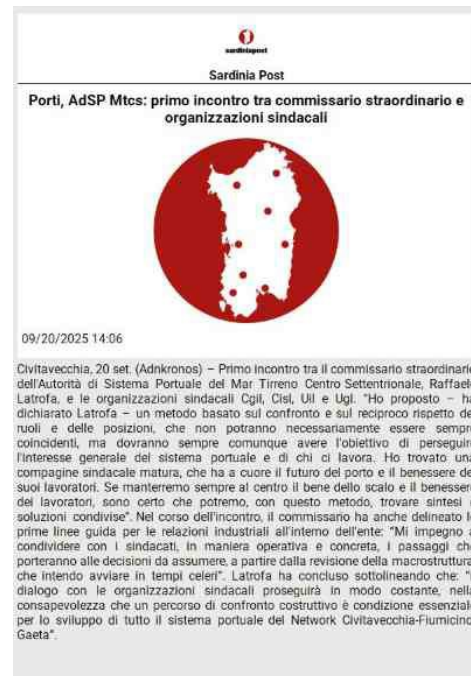 sardiniapost
Sardinia Post
Porti, AdSP Mtcs: primo incontro tra commissario straordinario e
organizzazioni sindacali
09/20/2025 14:06
Civitavecchia, 20 set. (Adnkronos) – Primo incontro tra il commissario straordinario
dell'Autorità di Sistema Portuale del Mar Tirreno Centro Settentrionale, Raffaele
Latrofa, e le organizzazioni sindacali Cgil, Cisl, Uil e Ugl. "Ho proposto – ha
dichiarato Latrofa – un metodo basato sul confronto e sul reciproco rispetto dei
ruoli e delle posizioni, che non potranno necessariamente essere sempre
coincidenti, ma dovranno sempre comunque avere l'obiettivo di perseguire
l'interesse generale del sistema portuale e di chi ci lavora. Ho trovato una
compagine sindacale matura, che ha a cuore il futuro del porto e il benessere dei
suoi lavoratori. Se manterremo sempre al centro il bene dello scalo e il benessere
dei lavoratori, sono certo che potremo, con questo metodo, trovare sintesi e
soluzioni condivise". Nel corso dell'incontro, il commissario ha anche delineato le
prime linee guida per le relazioni industriali all'interno dell'ente: "Mi impegno a
condividere con i sindacati, in maniera operativa e concreta, i passaggi che
porteranno alle decisioni da assumere, a partire dalla revisione della macrostruttura
che intendo avviare in tempi celeri". Latrofa ha concluso sottolineando che: "Il
dialogo con le organizzazioni sindacali proseguirà in modo costante, nella
consapevolezza che un percorso di confronto costruttivo è condizione essenziale
per lo sviluppo di tutto il sistema portuale del Network Civitavecchia-Fiumicino-
Gaeta".